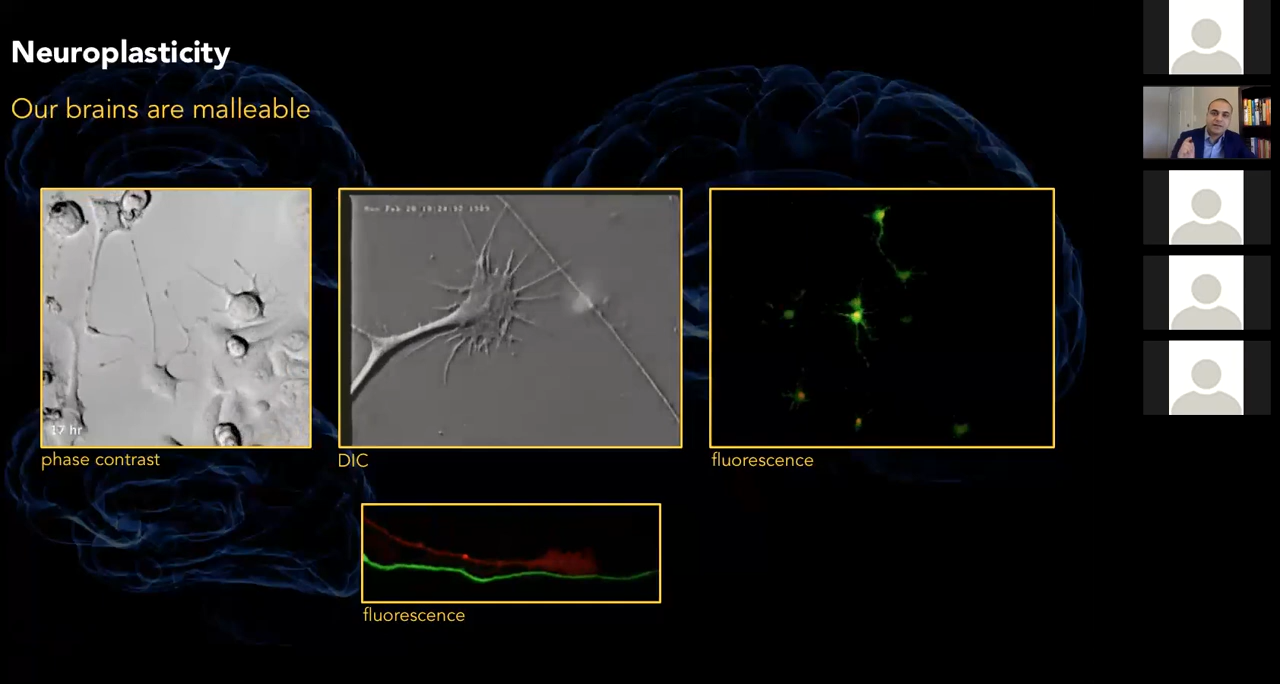 Neuroplasticity
Our brains are malleable
17 hr
phase contrast
DIC
fluorescence
fluorescence